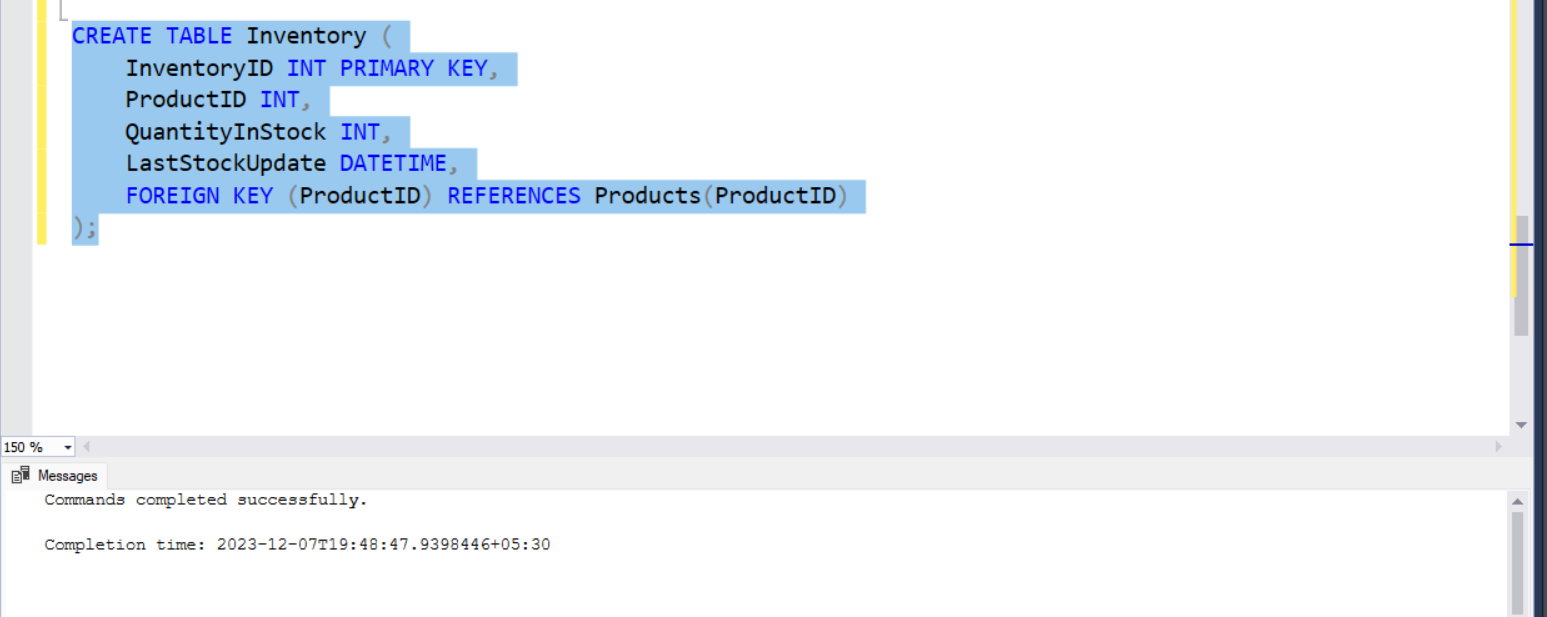 CREATE TABLE Inventory (
    InventoryID INT PRIMARY KEY,
    ProductID INT,
    QuantityInStock INT,
    LastStockUpdate DATETIME,
    FOREIGN KEY (ProductID) REFERENCES Products(ProductID)
);
150 %
Messages
Commands completed successfully.
Completion time: 2023-12-07T19:48:47.9398446+05:30